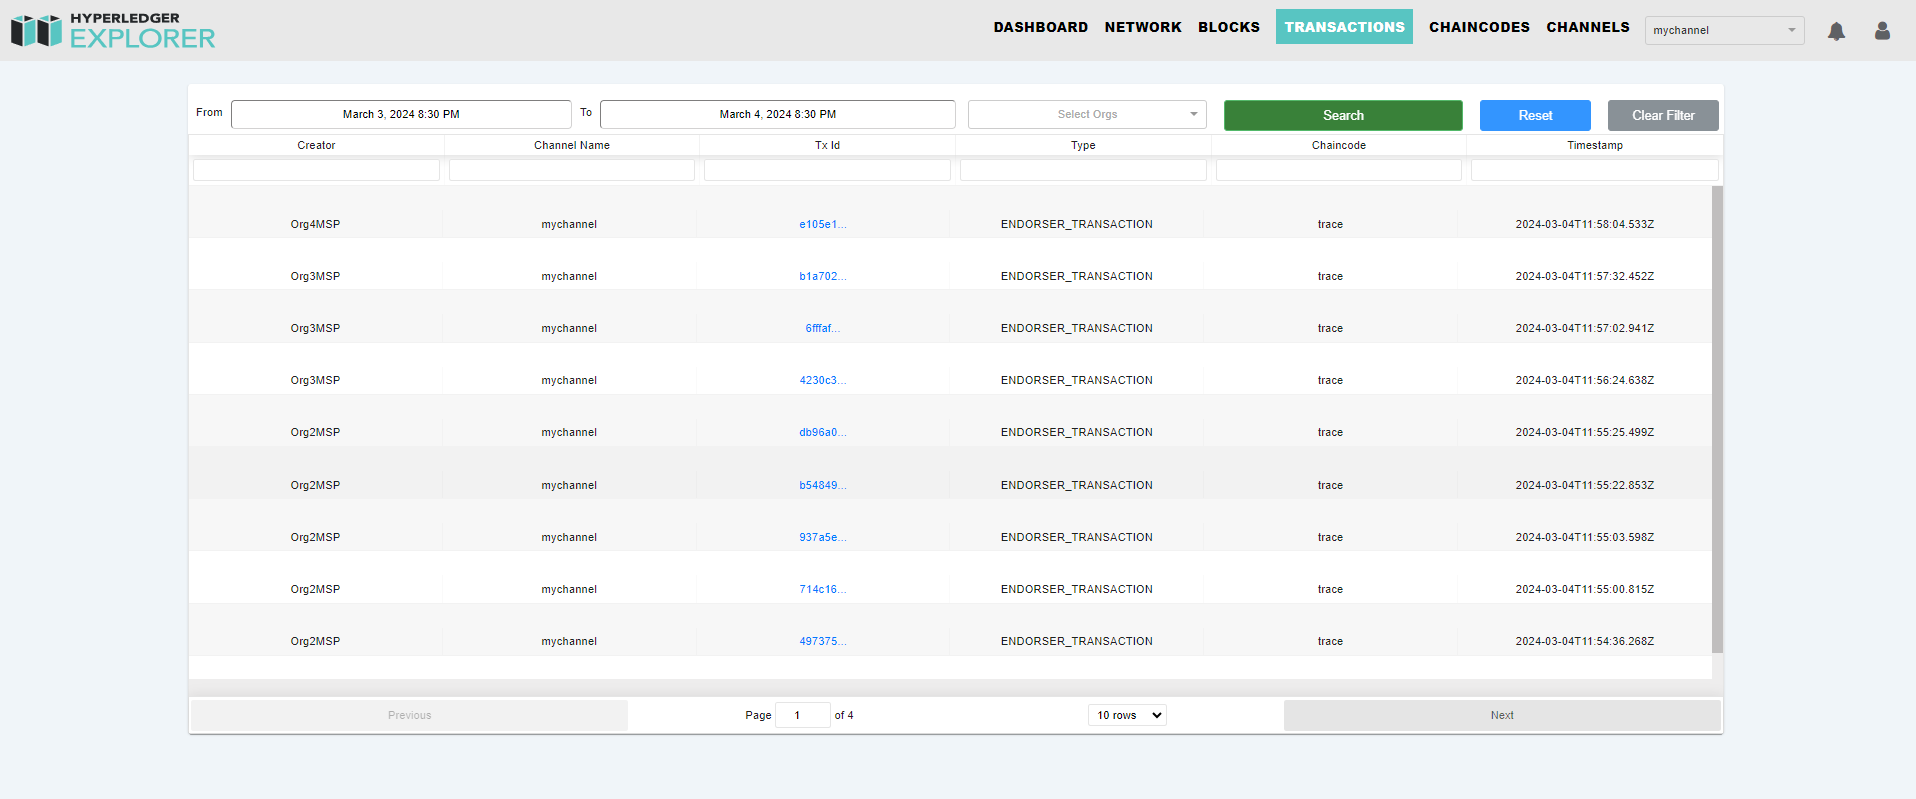 HYPERLEDGER
EXPLORER
DASHBOARD NETWORK BLOCKS TRANSACTIONS CHAINCODES CHANNELS mychannel
From March 3, 2024 8:30 PM To March 4, 2024 8:30 PM Select Orgs Search Reset Clear Filter
Creator Channel Name Tx Id Type Chaincode Timestamp
Org4MSP mychannel e105e1... ENDORSER_TRANSACTION trace 2024-03-04T11:58:04.533Z
Org3MSP mychannel b1a702... ENDORSER_TRANSACTION trace 2024-03-04T11:57:32.452Z
Org3MSP mychannel 6fffaf... ENDORSER_TRANSACTION trace 2024-03-04T11:57:02.941Z
Org3MSP mychannel 4230c3... ENDORSER_TRANSACTION trace 2024-03-04T11:56:24.638Z
Org2MSP mychannel db96a0... ENDORSER_TRANSACTION trace 2024-03-04T11:55:25.499Z
Org2MSP mychannel b54849... ENDORSER_TRANSACTION trace 2024-03-04T11:55:22.853Z
Org2MSP mychannel 937a5e... ENDORSER_TRANSACTION trace 2024-03-04T11:55:03.598Z
Org2MSP mychannel 714c16... ENDORSER_TRANSACTION trace 2024-03-04T11:55:00.815Z
Org2MSP mychannel 497375... ENDORSER_TRANSACTION trace 2024-03-04T11:54:36.268Z
Previous Page 1 of 4 10 rows Next